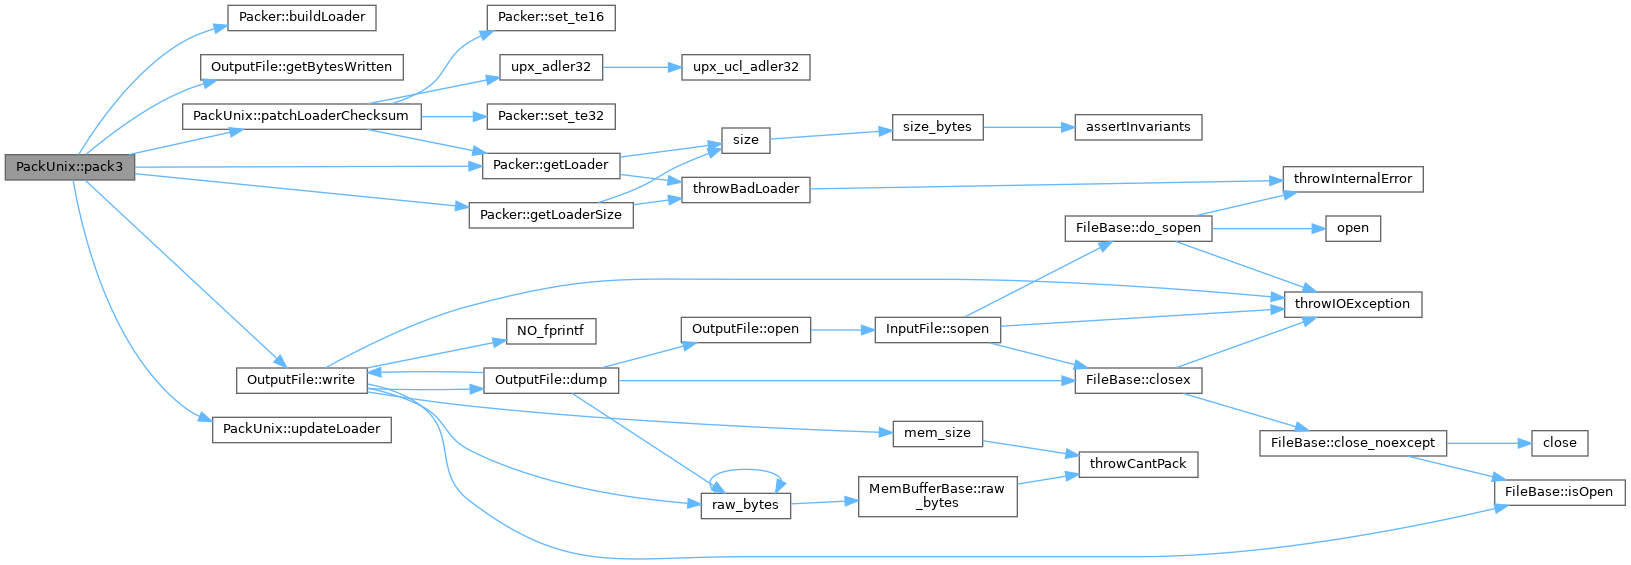 PackUnix::pack3
Packer::buildLoader
OutputFile::getBytesWritten
PackUnix::patchLoaderChecksum
Packer::set_te16
upx_adler32
upx_ucl_adler32
Packer::set_te32
Packer::getLoader
Packer::getLoaderSize
size
size_bytes
assertInvariants
throwBadLoader
throwInternalError
FileBase::do_sopen
open
throwIOException
OutputFile::write
NO_fprintf
OutputFile::dump
OutputFile::open
InputFile::sopen
FileBase::closex
PackUnix::updateLoader
mem_size
throwCantPack
raw_bytes
MemBufferBase::raw
_bytes
FileBase::close_noexcept
close
FileBase::isOpen